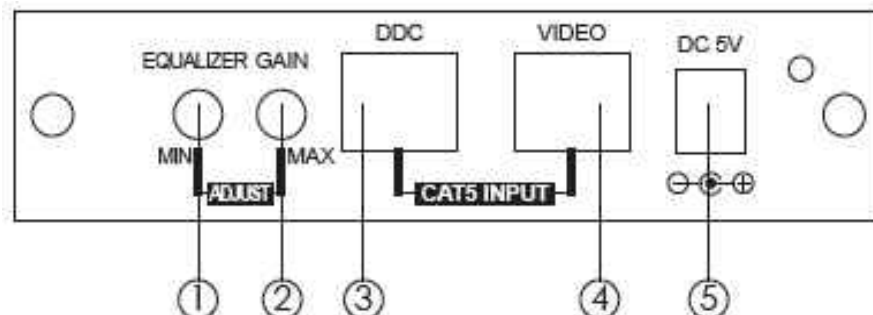 DDC VIDEO DC 5V
EQUALIZER GAIN
MIN MAX
ADJUST CAT5 INPUT
① ② ③ ④ ⑤